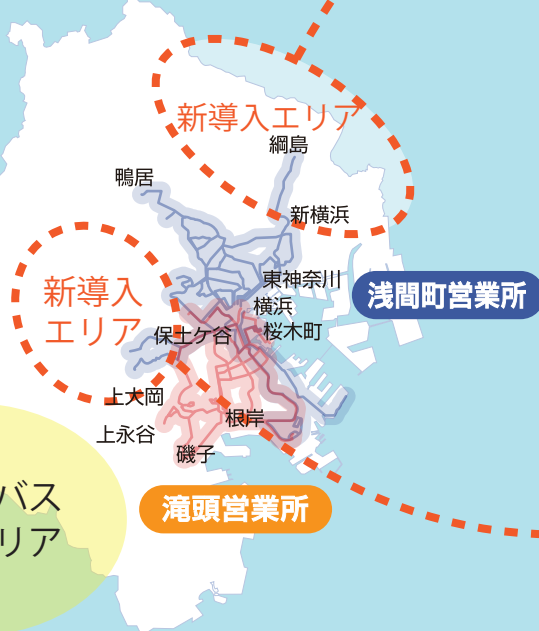 新導入エリア
綱島
鴨居
新横浜
東神奈川
新導入
エリア
浅間町営業所
横浜
保土ケ谷
桜木町
上大岡
根岸
上永谷
磯子
バス
リア
滝頭営業所